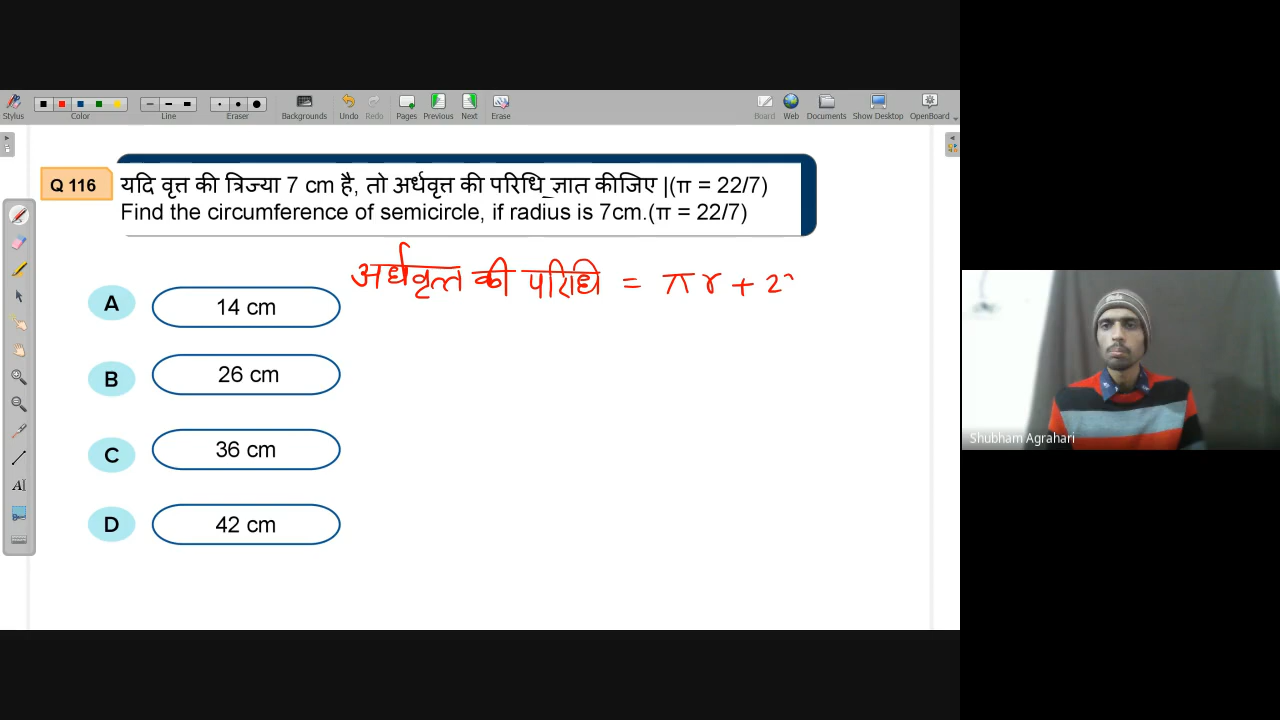 Stylus
Color
Line
Eraser
Backgrounds
Undo
Redo
Pages
Previous
Next
Erase
Board
Web
Documents
Show Desktop
OpenBoard
Q 116
यदि वृत्त की त्रिज्या 7 cm है, तो अर्धवृत्त की परिधि ज्ञात कीजिए |(π = 22/7)
Find the circumference of semicircle, if radius is 7cm.(π = 22/7)
अर्धवृत्त की परिधि = πr + 2
A 14 cm
B 26 cm
C 36 cm
D 42 cm
AI
Shubham Agrahari